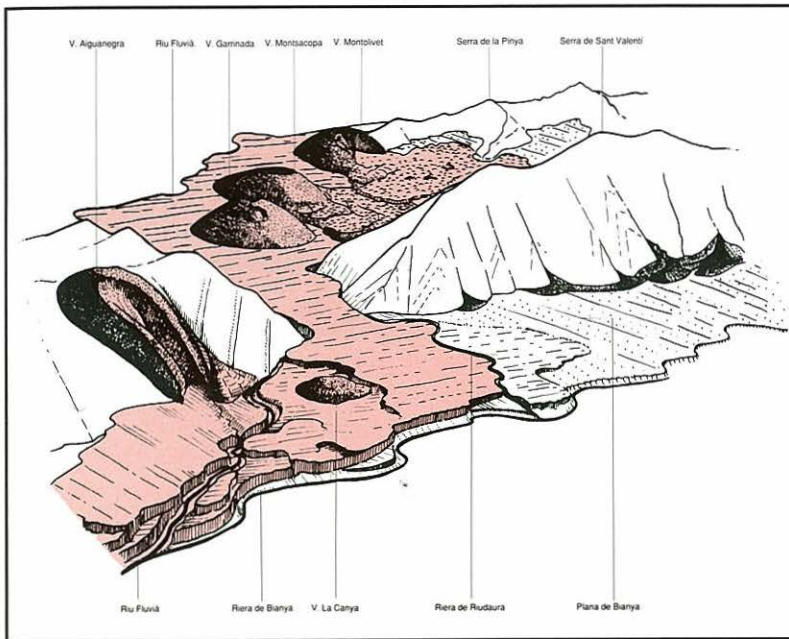 V. Aiguanegra
Riu Fluvià
V. Garrinada
V. Montsacopa
V. Montolivet
Serra de la Pinya
Serra de Sant Valentí
Riu Fluvià
Riera de Bianya
V. La Canya
Riera de Riudaura
Plana de Bianya